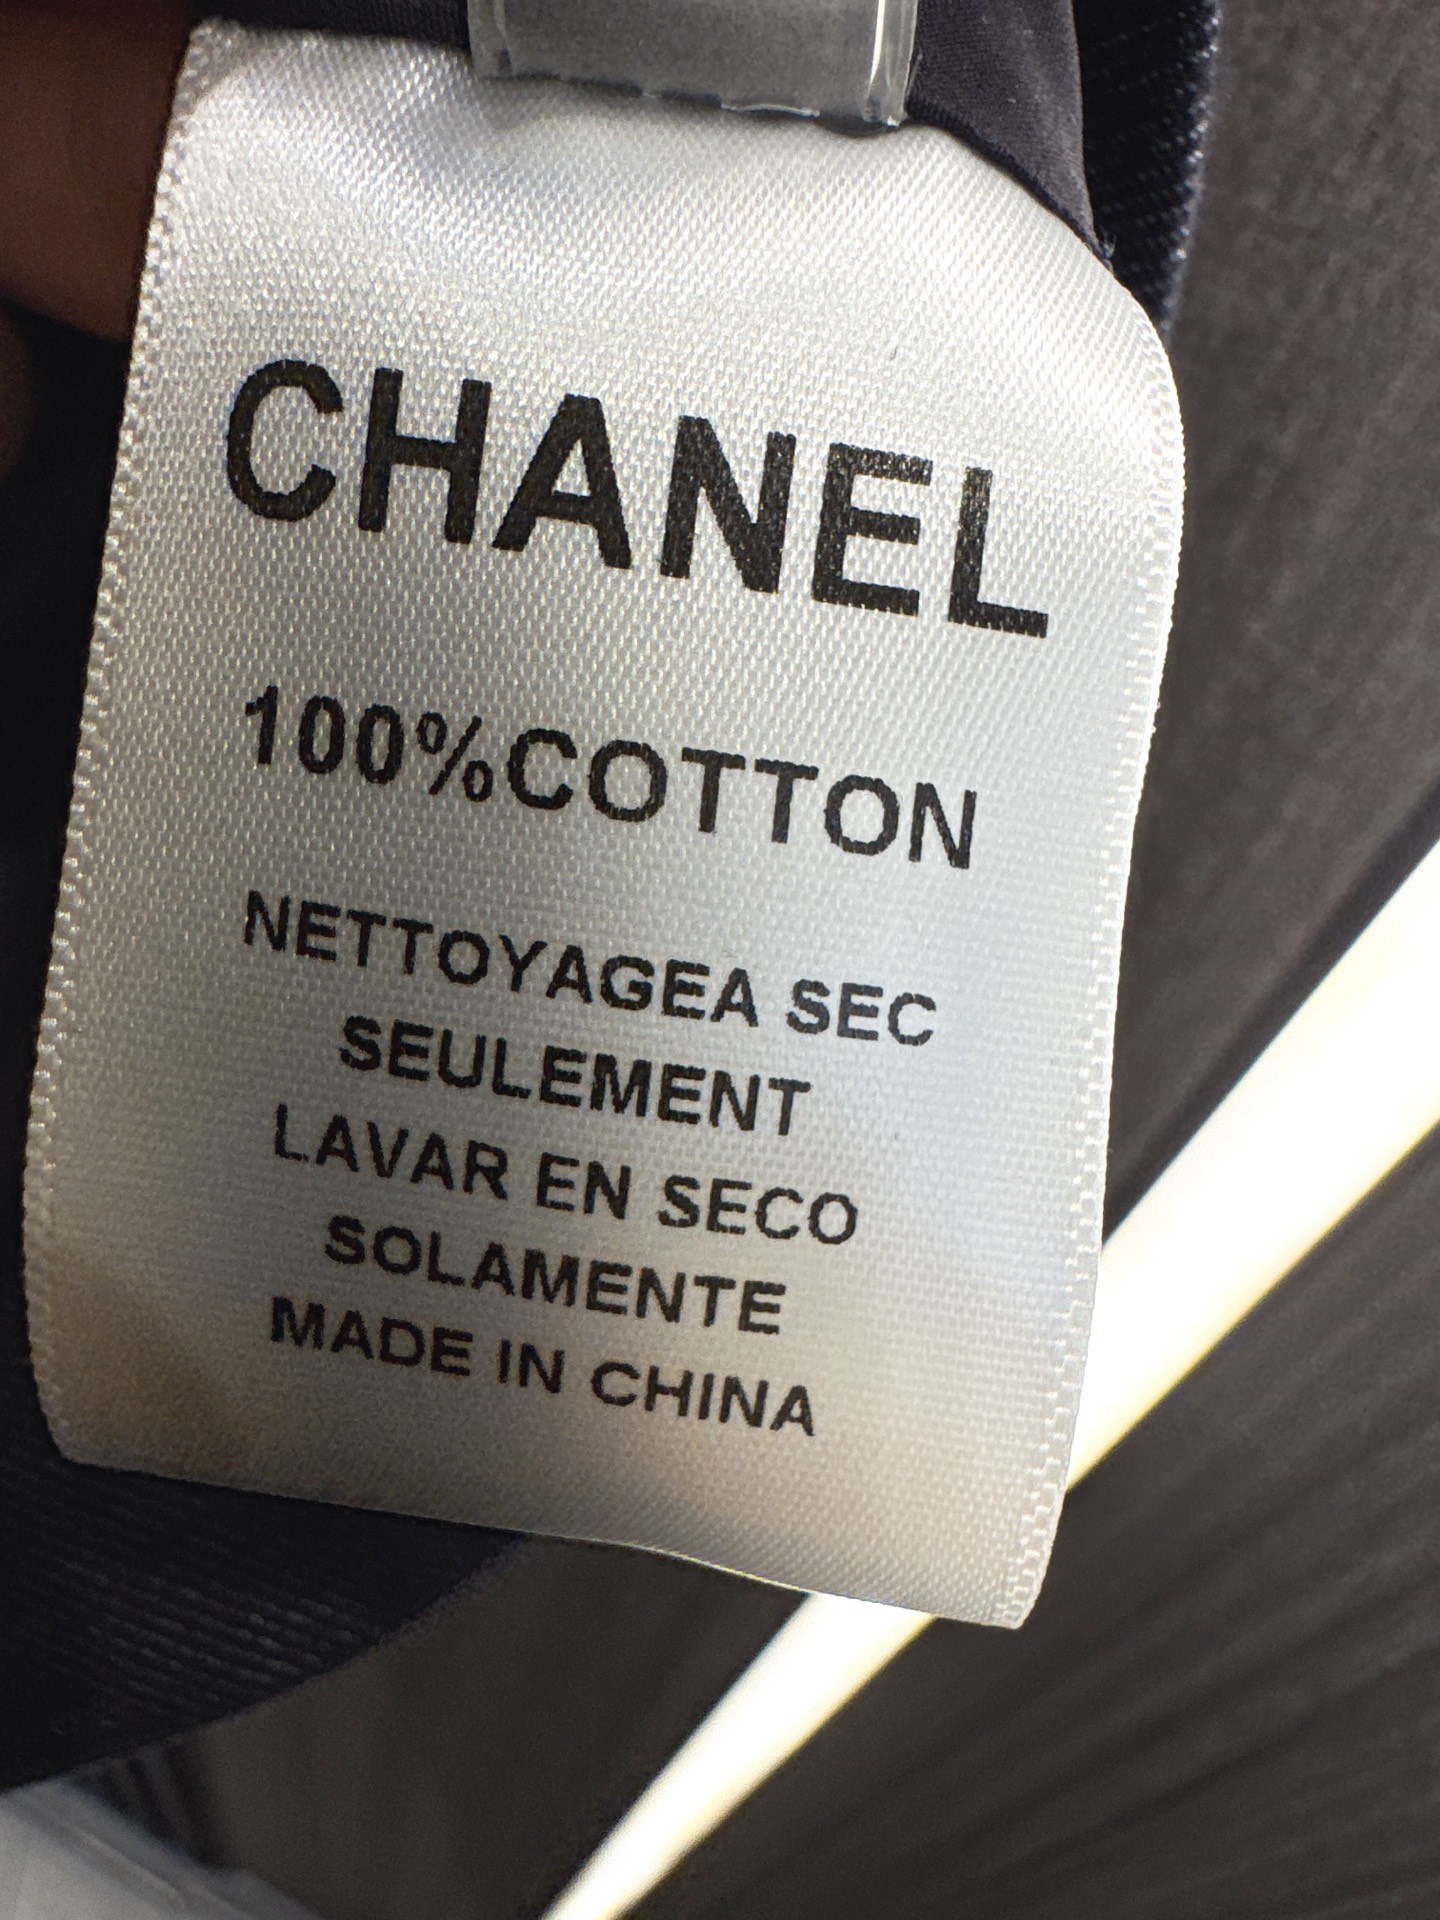 CHANEL
100%COTTON
NETTOYAGEA SEC
SEULEMENT
LAVAR EN SECO
SOLAMENTE
MADE IN CHINA